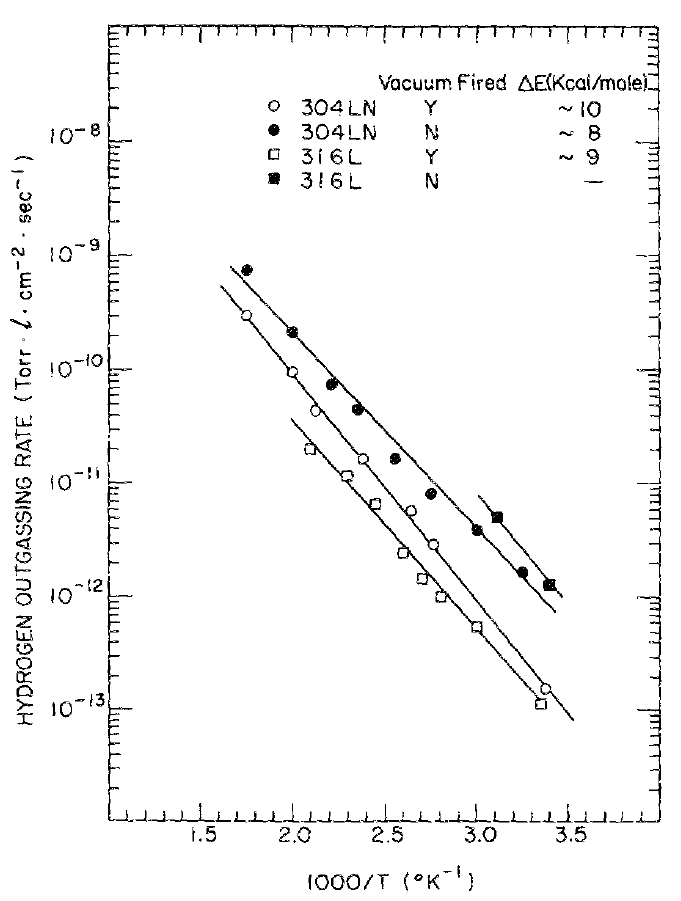 Vacuum Fired ΔE(Kcal/mole)
304LN Y ~10
304LN N ~ 8
316L Y ~ 9
316L N —
10⁻⁸
10⁻⁹
10⁻¹⁰
10⁻¹¹
10⁻¹²
10⁻¹³
HYDROGEN OUTGASSING RATE (Torr · ℓ · cm⁻² · sec⁻¹)
1.5 2.0 2.5 3.0 3.5
1000/T (°K⁻¹)